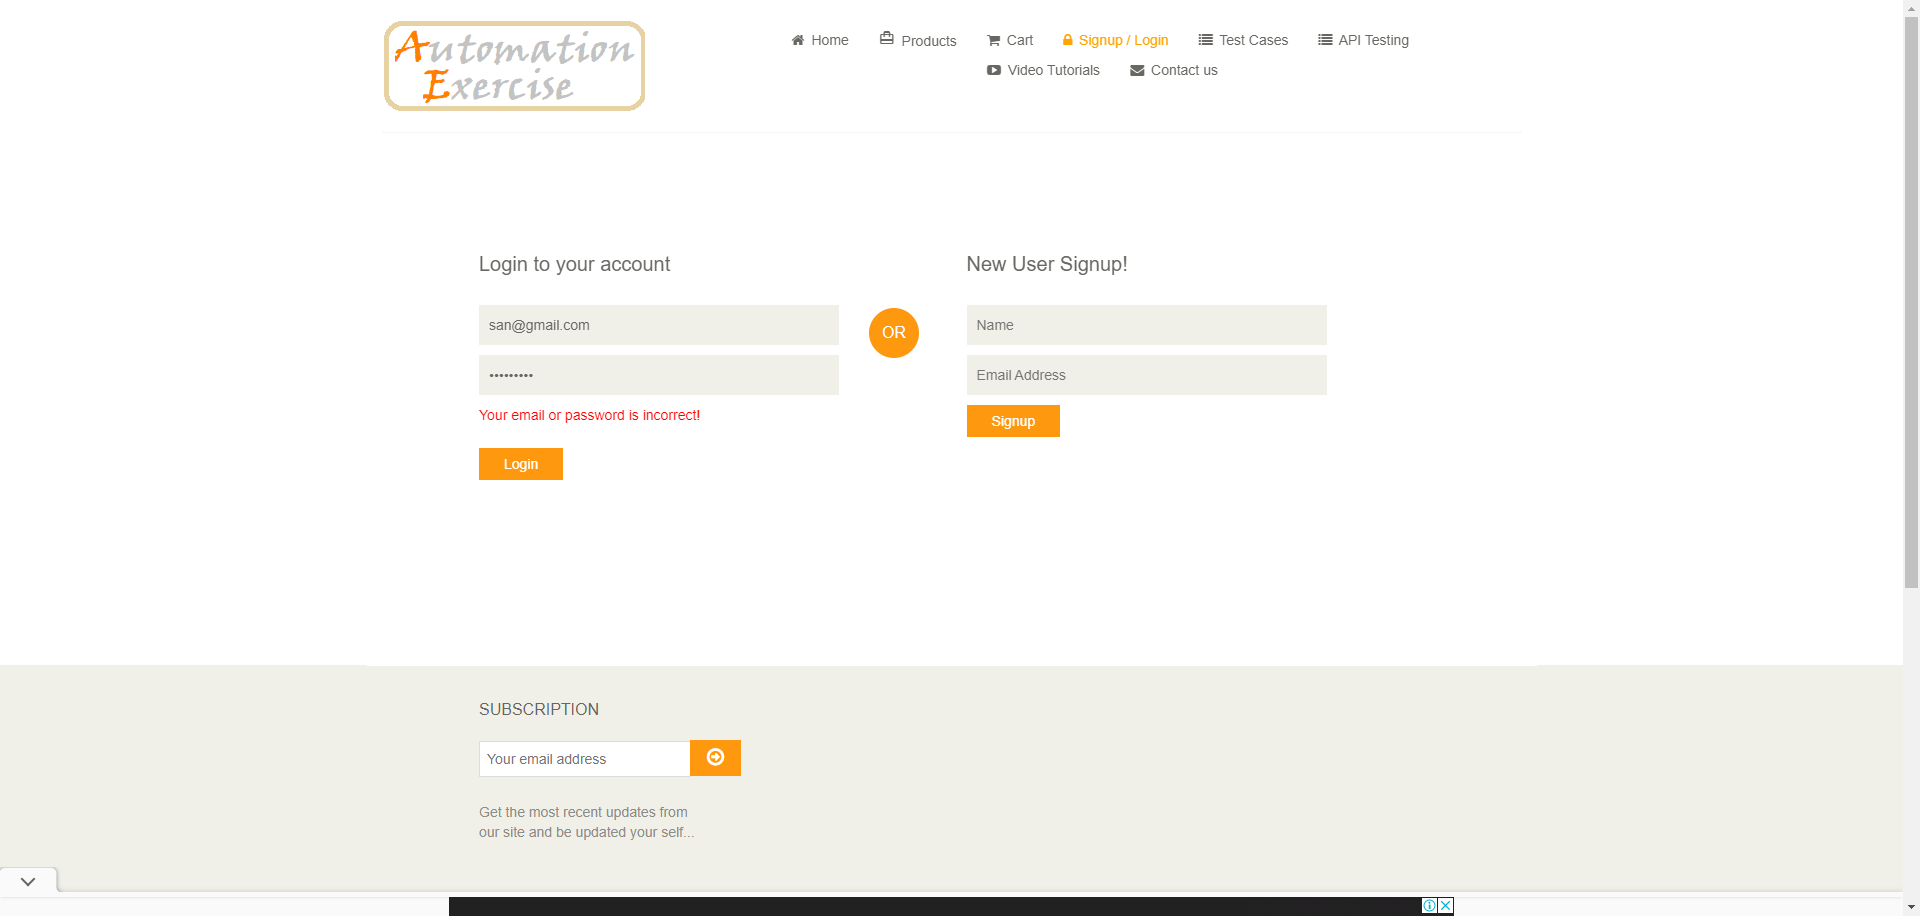 Automation
Exercise
Home
Products
Cart
Signup / Login
Test Cases
API Testing
Video Tutorials
Contact us
Login to your account
san@gmail.com
•••••••••
Your email or password is incorrect!
Login
OR
New User Signup!
Name
Email Address
Signup
SUBSCRIPTION
Your email address
Get the most recent updates from
our site and be updated your self...